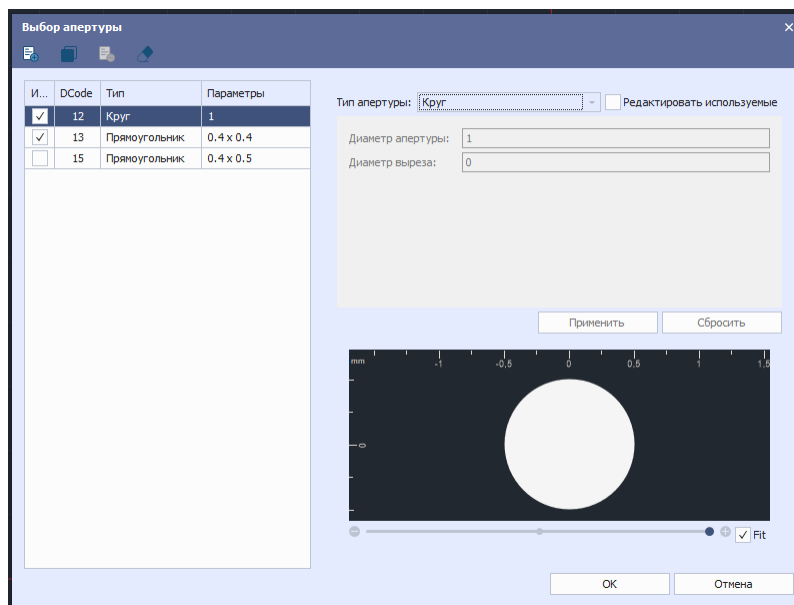 Выбор апертуры
И... DCode Тип Параметры
12 Круг 1
13 Прямоугольник 0.4 x 0.4
15 Прямоугольник 0.4 x 0.5
Тип апертуры: Круг Редактировать используемые
Диаметр апертуры: 1
Диаметр выреза: 0
Применить Сбросить
mm -1 -0,5 0 0,5 1 1,5
0
Fit
OK Отмена